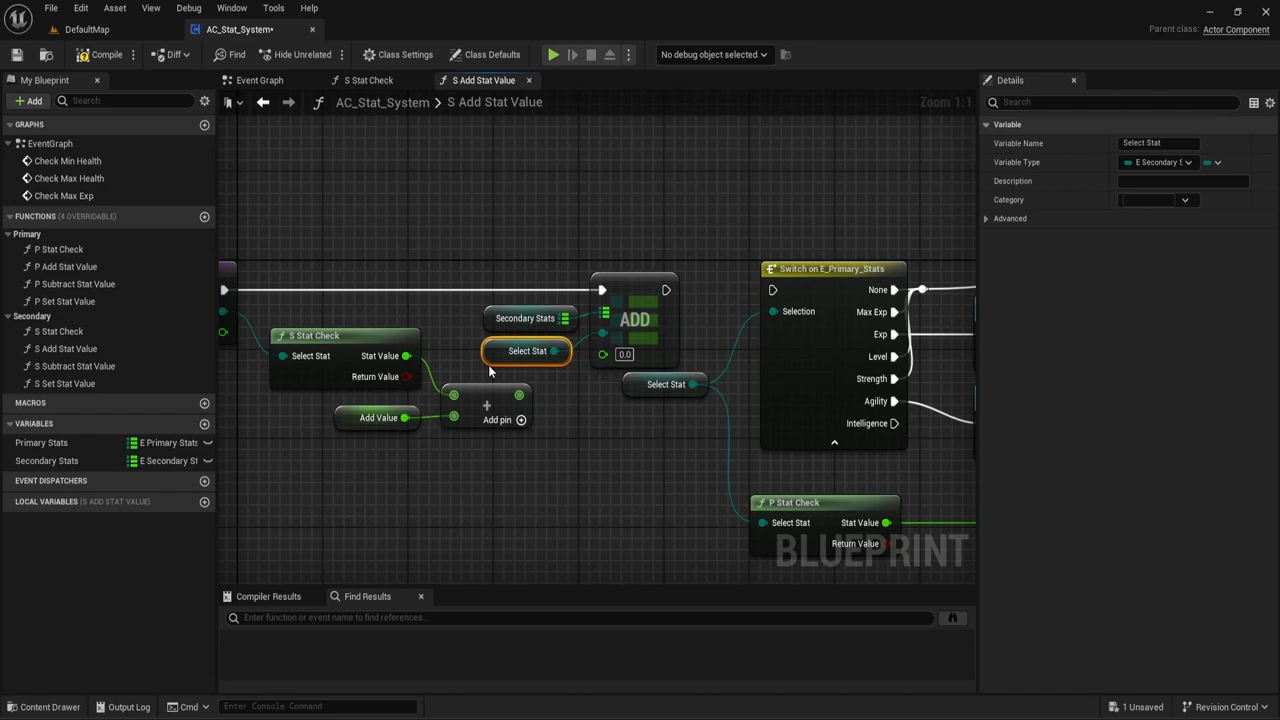 File Edit Asset View Debug Window Tools Help
DefaultMap
AC_Stat_System*
Parent class: Actor Component
Compile
Diff
Find
Hide Unrelated
Class Settings
Class Defaults
No debug object selected
My Blueprint
Event Graph
S Stat Check
S Add Stat Value
Details
Add
Search
AC_Stat_System > S Add Stat Value
Zoom 1:1
Search
GRAPHS
EventGraph
Check Min Health
Check Max Health
Check Max Exp
FUNCTIONS (4 OVERRIDABLE)
Primary
P Stat Check
P Add Stat Value
P Subtract Stat Value
P Set Stat Value
Secondary
S Stat Check
S Add Stat Value
S Subtract Stat Value
S Set Stat Value
MACROS
VARIABLES
Primary Stats E Primary Stats
Secondary Stats E Secondary St
EVENT DISPATCHERS
LOCAL VARIABLES (S ADD STAT VALUE)
S Stat Check
Select Stat
Stat Value
Return Value
Add Value
Add pin
Secondary Stats
Select Stat
ADD
0.0
Select Stat
Switch on E_Primary_Stats
None
Selection
Max Exp
Exp
Level
Strength
Agility
Intelligence
P Stat Check
Select Stat
Stat Value
Return Value
BLUEPRINT
Variable
Variable Name Select Stat
Variable Type E Secondary S
Description
Category
Advanced
Compiler Results
Find Results
Enter function or event name to find references...
Content Drawer
Output Log
Cmd
Enter Console Command
1 Unsaved
Revision Control